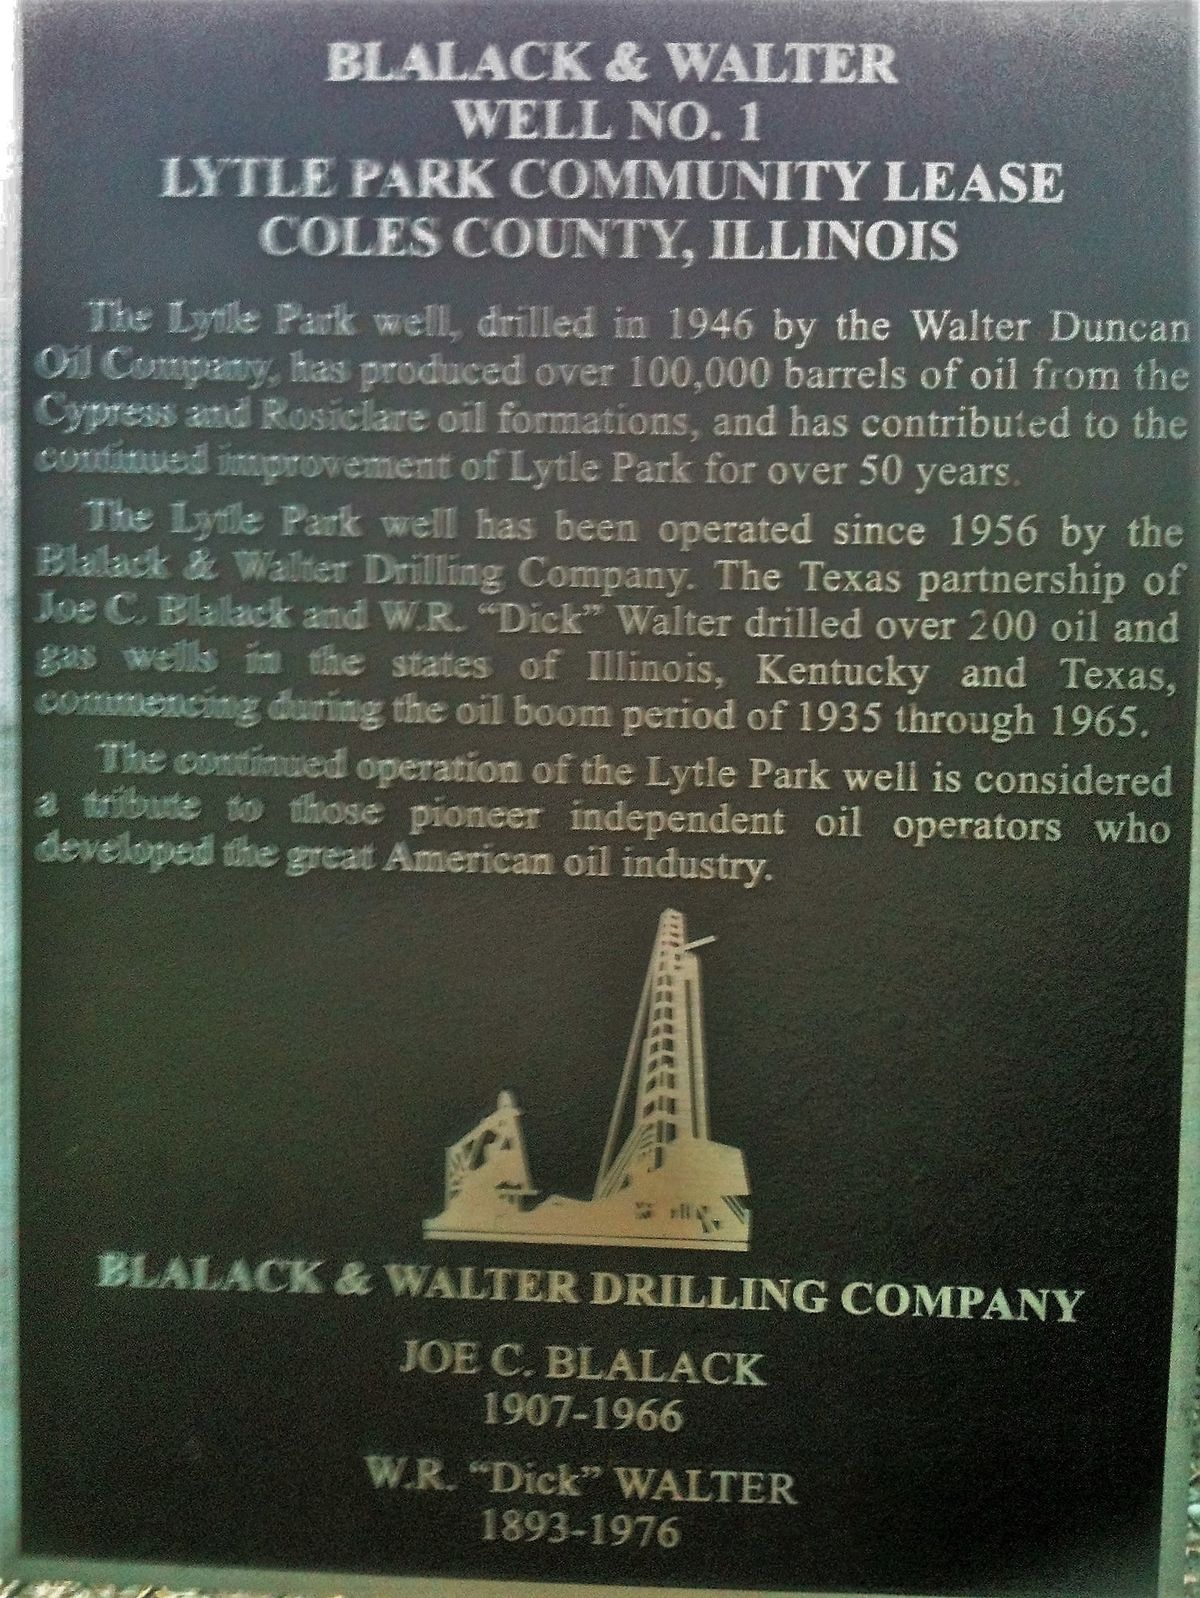 BLALACK & WALTER
WELL NO. 1
LYTLE PARK COMMUNITY LEASE
COLES COUNTY, ILLINOIS
The Lytle Park well, drilled in 1946 by the Walter Duncan
Oil Company, has produced over 100,000 barrels of oil from the
Cypress and Rosiclare oil formations, and has contributed to the
continued improvement of Lytle Park for over 50 years.
The Lytle Park well has been operated since 1956 by the
Blalack & Walter Drilling Company. The Texas partnership of
Joe C. Blalack and W.R. “Dick” Walter drilled over 200 oil and
gas wells in the states of Illinois, Kentucky and Texas,
commencing during the oil boom period of 1935 through 1965.
The continued operation of the Lytle Park well is considered
a tribute to those pioneer independent oil operators who
developed the great American oil industry.
BLALACK & WALTER DRILLING COMPANY
JOE C. BLALACK
1907-1966
W.R. “Dick” WALTER
1893-1976